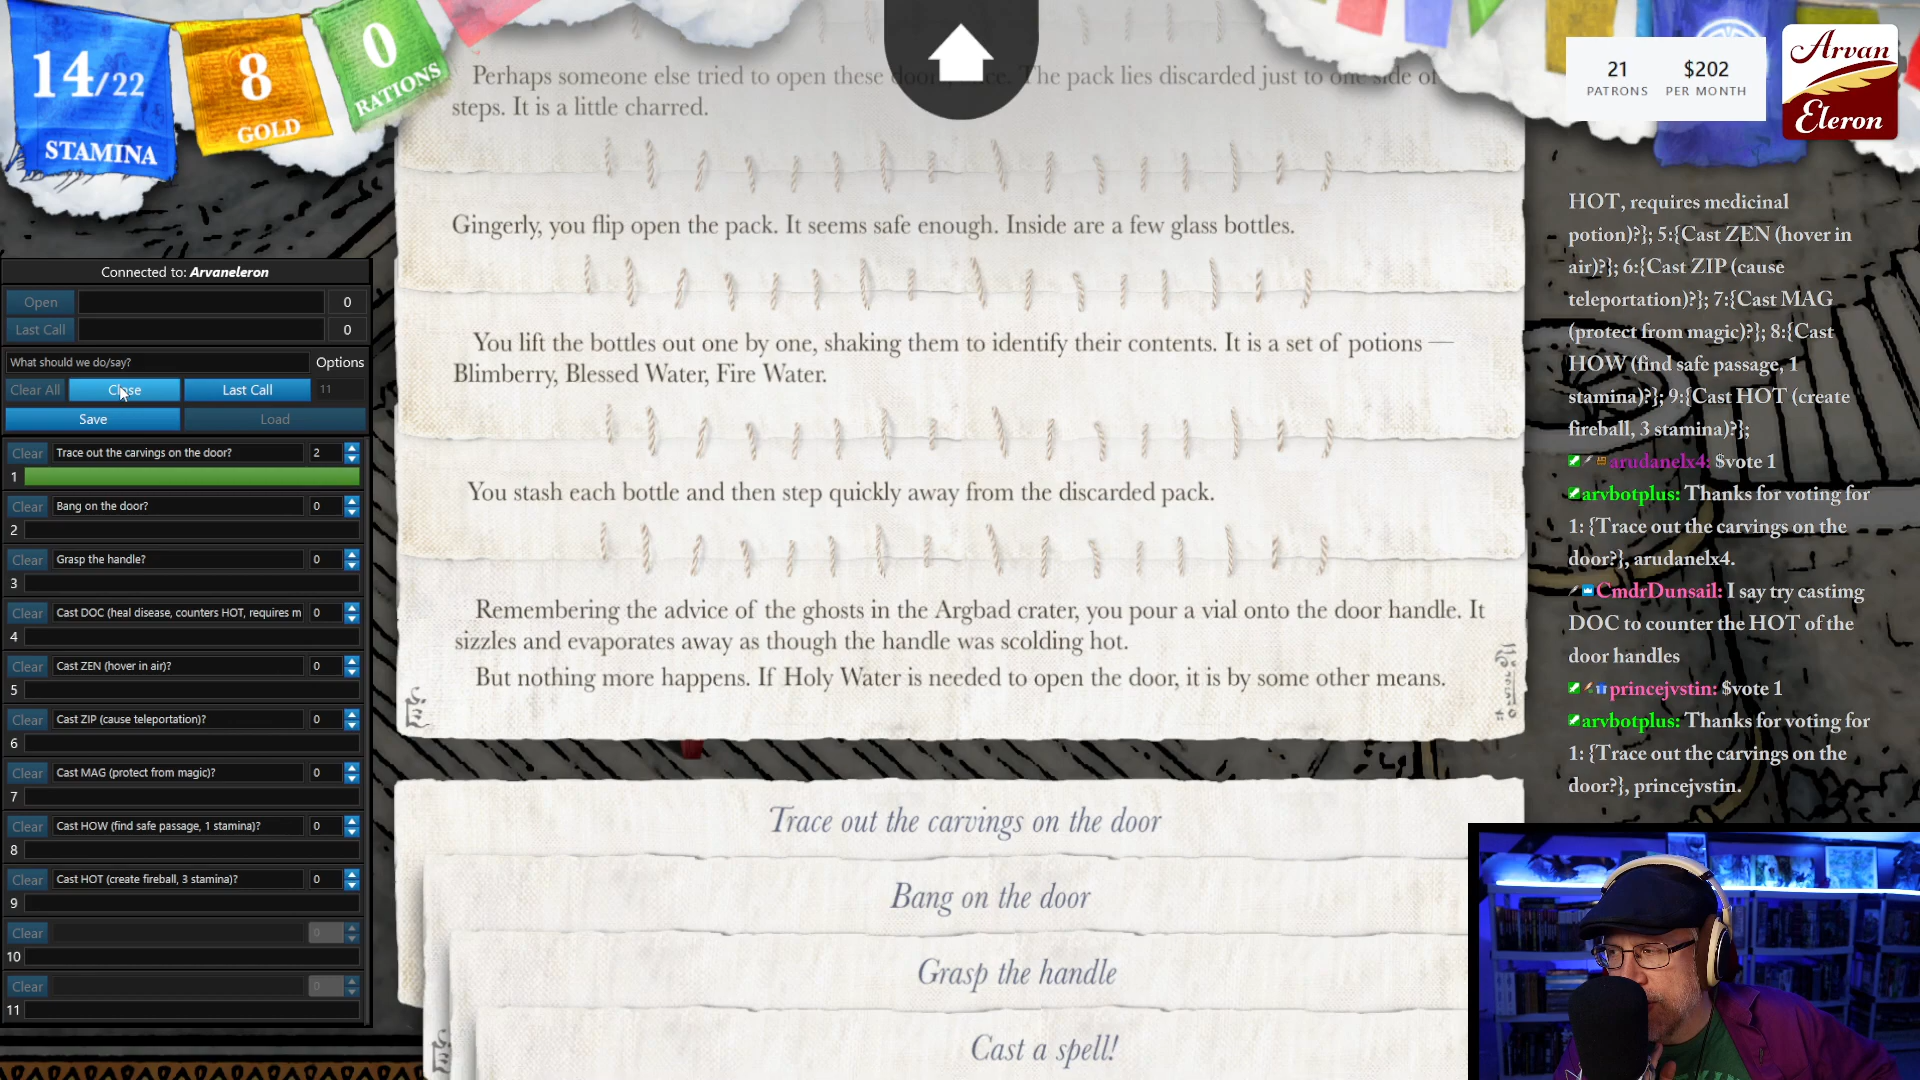 14/22
STAMINA
8
GOLD
0
RATIONS
Perhaps someone else tried to open these The pack lies discarded just to one side of
steps. It is a little charred.
Gingerly, you flip open the pack. It seems safe enough. Inside are a few glass bottles.
You lift the bottles out one by one, shaking them to identify their contents. It is a set of potions —
Blimberry, Blessed Water, Fire Water.
You stash each bottle and then step quickly away from the discarded pack.
Remembering the advice of the ghosts in the Argbad crater, you pour a vial onto the door handle. It
sizzles and evaporates away as though the handle was scolding hot.
But nothing more happens. If Holy Water is needed to open the door, it is by some other means.
Trace out the carvings on the door
Bang on the door
Grasp the handle
Cast a spell!
Connected to: Arvaneleron
Open 0
Last Call 0
What should we do/say? Options
Clear All Close Last Call 11
Save Load
Clear Trace out the carvings on the door? 2
1
Clear Bang on the door? 0
2
Clear Grasp the handle? 0
3
Clear Cast DOC (heal disease, counters HOT, requires m 0
4
Clear Cast ZEN (hover in air)? 0
5
Clear Cast ZIP (cause teleportation)? 0
6
Clear Cast MAG (protect from magic)? 0
7
Clear Cast HOW (find safe passage, 1 stamina)? 0
8
Clear Cast HOT (create fireball, 3 stamina)? 0
9
Clear 0
10
Clear 0
11
21 $202
PATRONS PER MONTH
Arvan
Eleron
HOT, requires medicinal
potion)?}; 5:{Cast ZEN (hover in
air)?}; 6:{Cast ZIP (cause
teleportation)?}; 7:{Cast MAG
(protect from magic)?}; 8:{Cast
HOW (find safe passage, 1
stamina)?}; 9:{Cast HOT (create
fireball, 3 stamina)?};
arudanelx4: $vote 1
arvbotplus: Thanks for voting for
1: {Trace out the carvings on the
door?}, arudanelx4.
CmdrDunsail: I say try castimg
DOC to counter the HOT of the
door handles
princejvstin: $vote 1
arvbotplus: Thanks for voting for
1: {Trace out the carvings on the
door?}, princejvstin.